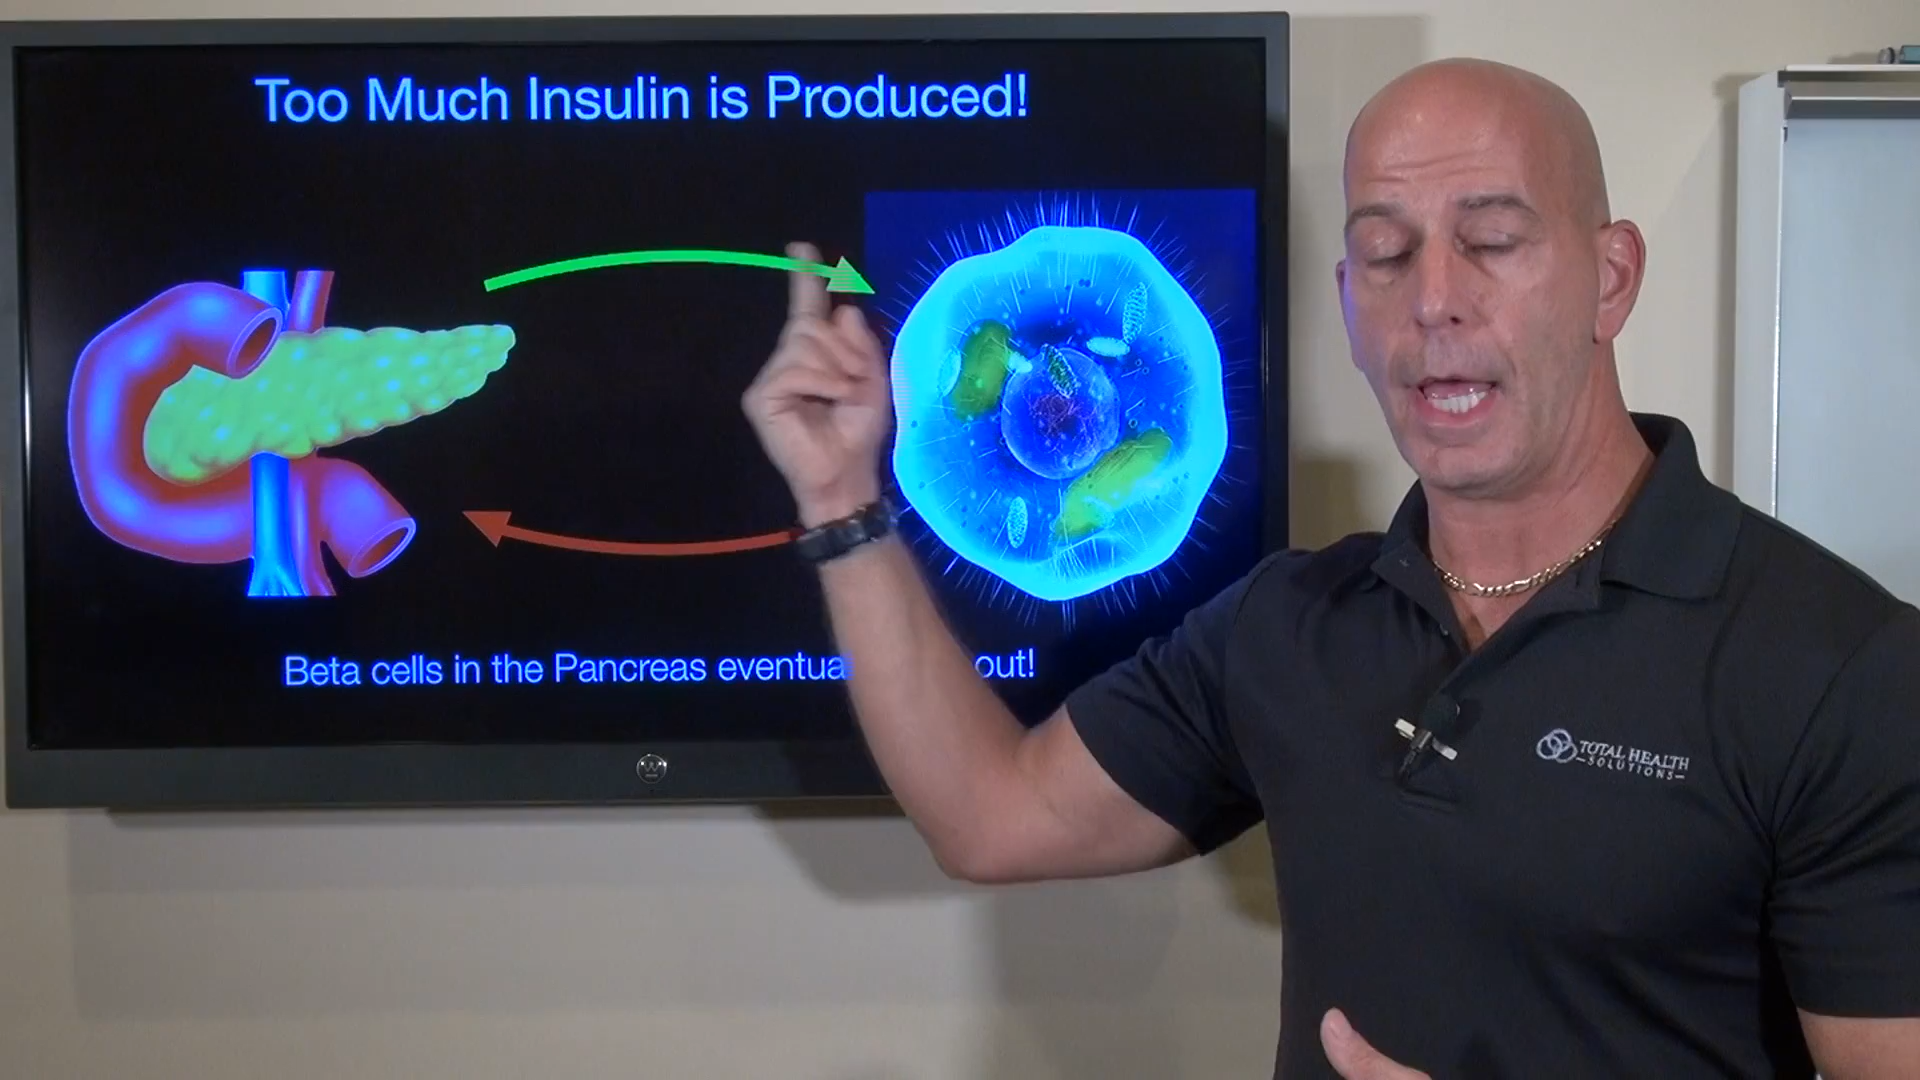 Too Much Insulin is Produced!
Beta cells in the Pancreas eventua out!
TOTAL HEALTH
SOLUTIONS